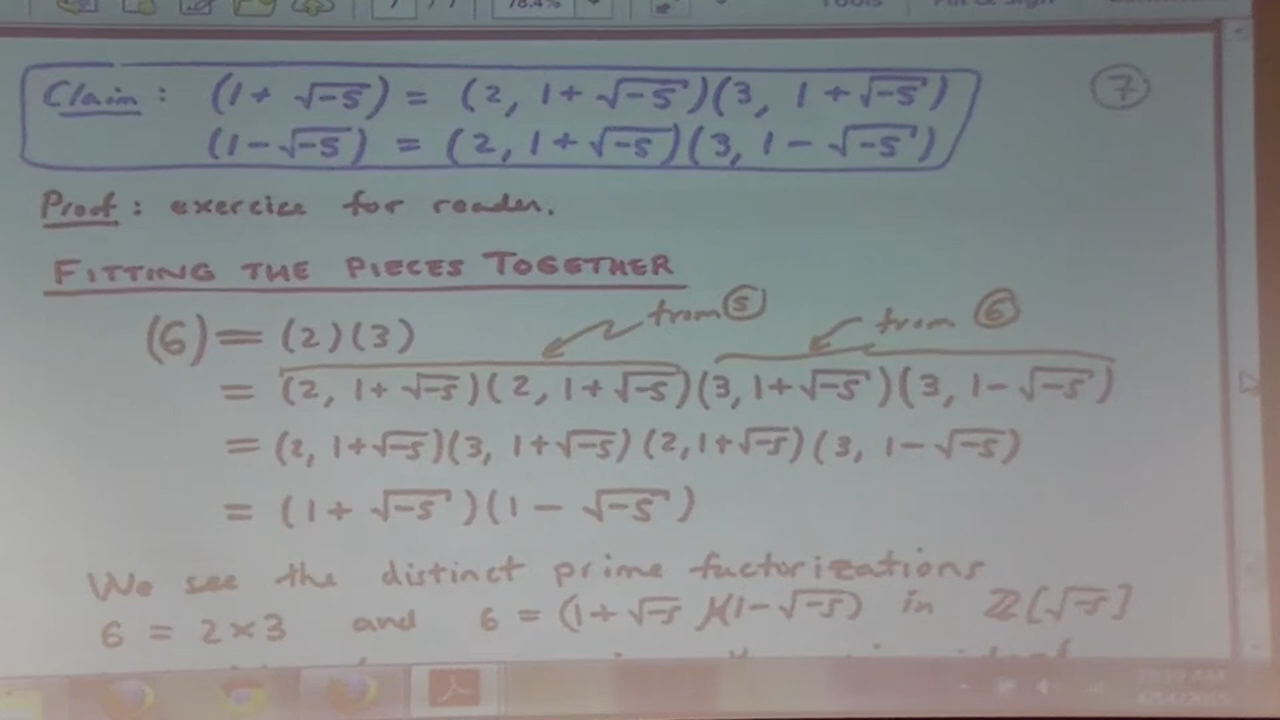 78.4%
Claim: (1+ √-5) = (2, 1+ √-5)(3, 1+√-5)
(1-√-5) = (2, 1+√-5)(3, 1-√-5)
7
Proof: exercise for reader.
FITTING THE PIECES TOGETHER
from 5
from 6
(6) = (2)(3)
= (2, 1+√-5)(2, 1+√-5)(3, 1+√-5)(3, 1-√-5)
= (2, 1+√-5)(3, 1+√-5)(2, 1+√-5)(3, 1-√-5)
= (1+ √-5)(1- √-5)
We see the distinct prime factorizations
6 = 2×3 and 6 = (1+√-5)(1-√-5) in ℤ[√-5]